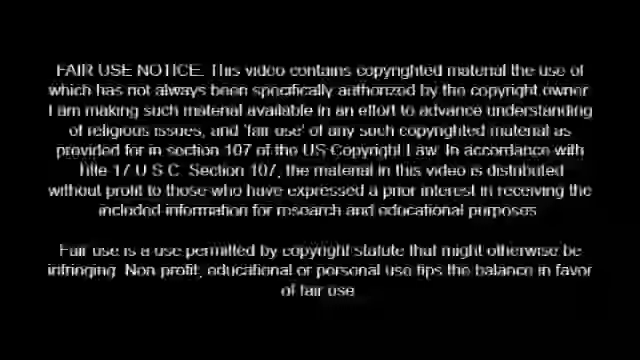 FAIR USE NOTICE: This video contains copyrighted material the use of
which has not always been specifically authorized by the copyright owner.
I am making such material available in an effort to advance understanding
of religious issues, and 'fair use' of any such copyrighted material as
provided for in section 107 of the US Copyright Law. In accordance with
Title 17 U.S.C. Section 107, the material in this video is distributed
without profit to those who have expressed a prior interest in receiving the
included information for research and educational purposes.
Fair use is a use permitted by copyright statute that might otherwise be
infringing. Non profit, educational or personal use tips the balance in favor
of fair use.